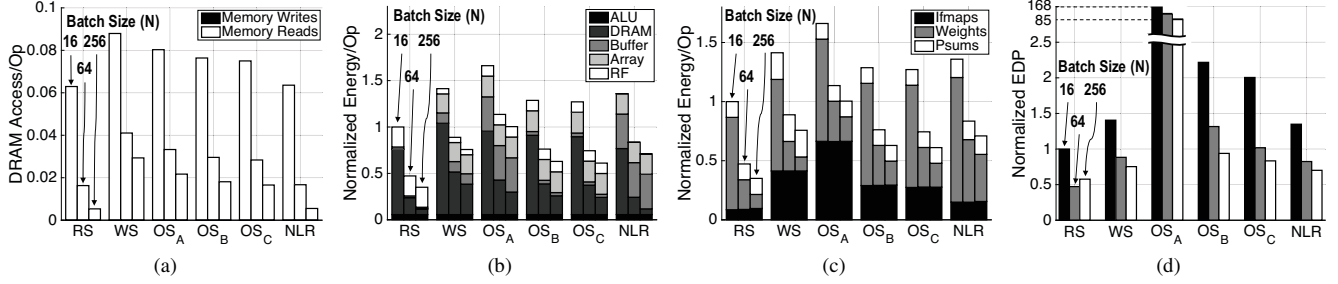 Batch Size (N)
16
256
64
Memory Writes
Memory Reads
DRAM Access/Op
0.1
0.08
0.06
0.04
0.02
0
RS
WS
OS_A
OS_B
OS_C
NLR
(a)
Batch Size (N)
16
256
64
ALU
DRAM
Buffer
Array
RF
Normalized Energy/Op
2
1.5
1
0.5
0
RS
WS
OS_A
OS_B
OS_C
NLR
(b)
Batch Size (N)
16
256
64
Ifmaps
Weights
Psums
Normalized Energy/Op
1.5
1
0.5
0
RS
WS
OS_A
OS_B
OS_C
NLR
(c)
Batch Size (N)
16
256
64
Normalized EDP
168
85
2.5
2
1.5
1
0.5
0
RS
WS
OS_A
OS_B
OS_C
NLR
(d)